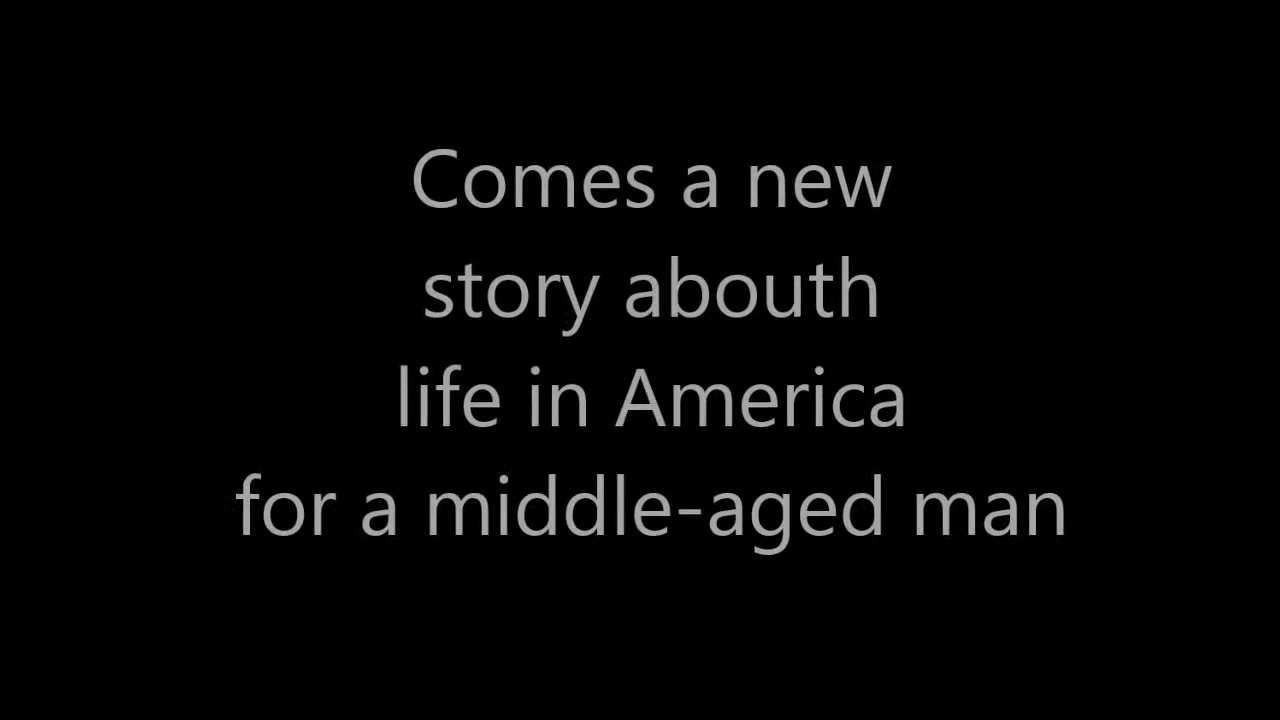 Comes a new
story abouth
life in America
for a middle-aged man